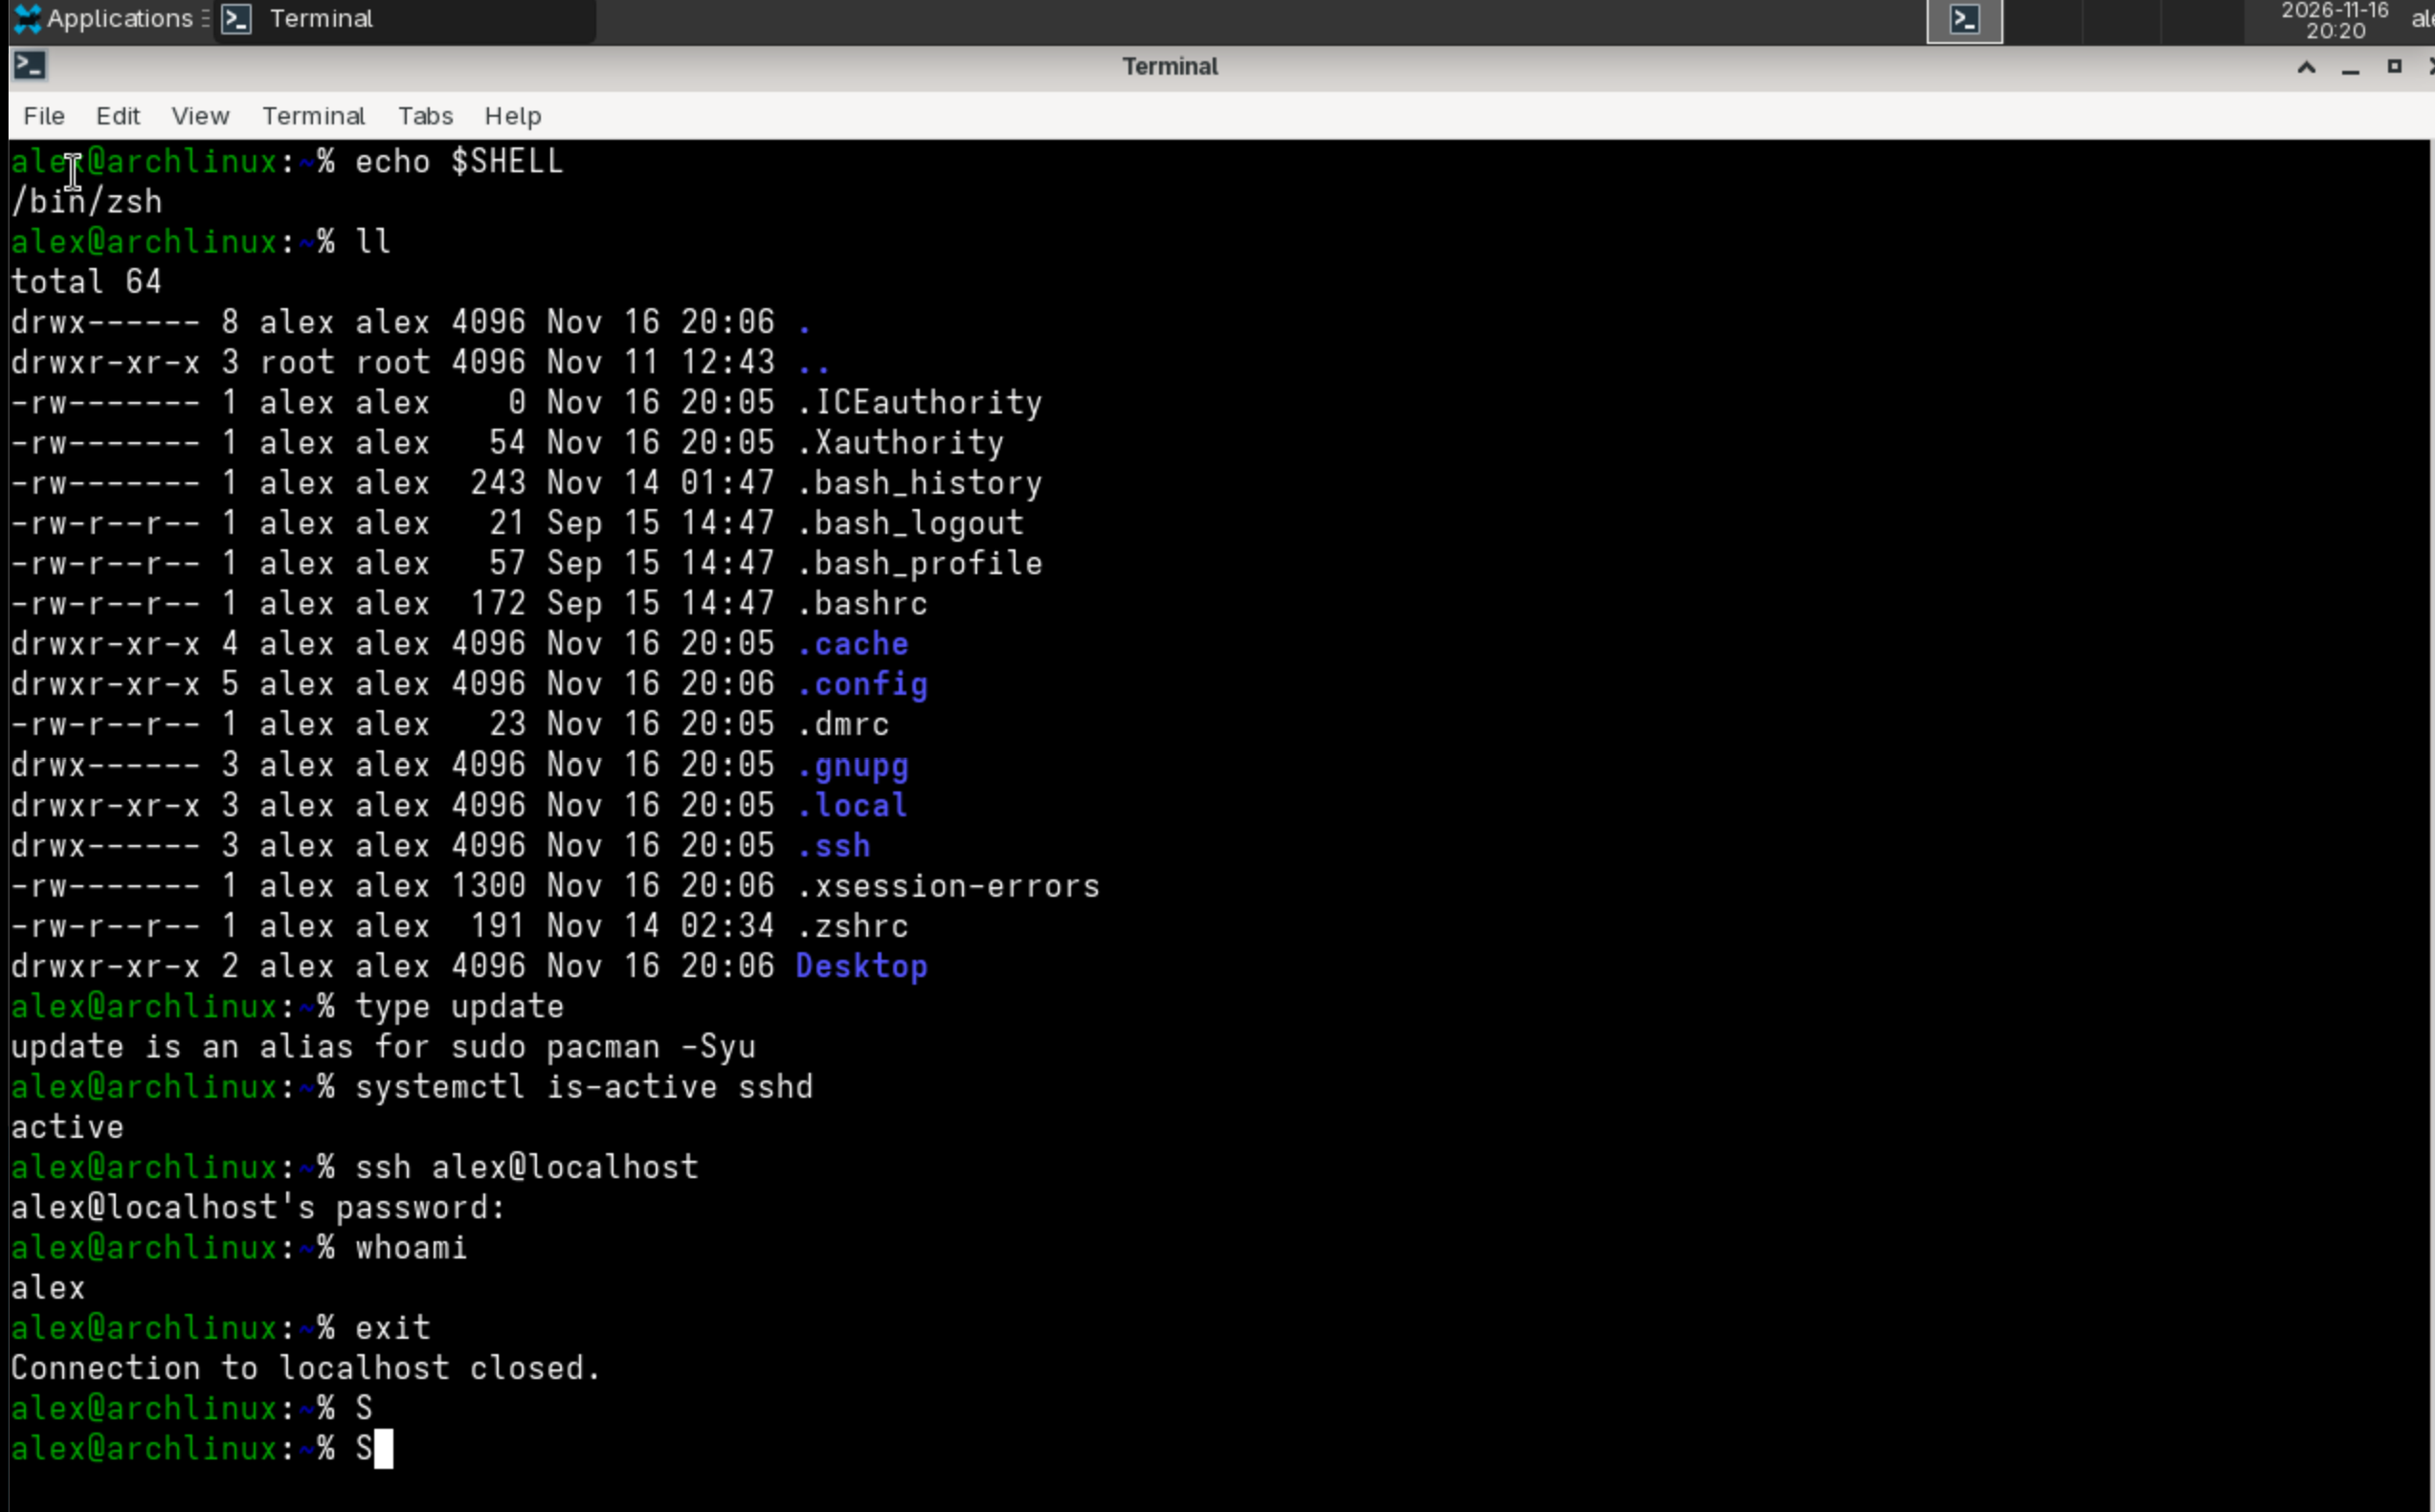 Applications Terminal 2026-11-16
20:20
Terminal
File Edit View Terminal Tabs Help
alex@archlinux:~% echo $SHELL
/bin/zsh
alex@archlinux:~% ll
total 64
drwx------ 8 alex alex 4096 Nov 16 20:06 .
drwxr-xr-x 3 root root 4096 Nov 11 12:43 ..
-rw------- 1 alex alex    0 Nov 16 20:05 .ICEauthority
-rw------- 1 alex alex   54 Nov 16 20:05 .Xauthority
-rw------- 1 alex alex  243 Nov 14 01:47 .bash_history
-rw-r--r-- 1 alex alex   21 Sep 15 14:47 .bash_logout
-rw-r--r-- 1 alex alex   57 Sep 15 14:47 .bash_profile
-rw-r--r-- 1 alex alex  172 Sep 15 14:47 .bashrc
drwxr-xr-x 4 alex alex 4096 Nov 16 20:05 .cache
drwxr-xr-x 5 alex alex 4096 Nov 16 20:06 .config
-rw-r--r-- 1 alex alex   23 Nov 16 20:05 .dmrc
drwx------ 3 alex alex 4096 Nov 16 20:05 .gnupg
drwxr-xr-x 3 alex alex 4096 Nov 16 20:05 .local
drwx------ 3 alex alex 4096 Nov 16 20:05 .ssh
-rw------- 1 alex alex 1300 Nov 16 20:06 .xsession-errors
-rw-r--r-- 1 alex alex  191 Nov 14 02:34 .zshrc
drwxr-xr-x 2 alex alex 4096 Nov 16 20:06 Desktop
alex@archlinux:~% type update
update is an alias for sudo pacman -Syu
alex@archlinux:~% systemctl is-active sshd
active
alex@archlinux:~% ssh alex@localhost
alex@localhost's password:
alex@archlinux:~% whoami
alex
alex@archlinux:~% exit
Connection to localhost closed.
alex@archlinux:~% S
alex@archlinux:~% S